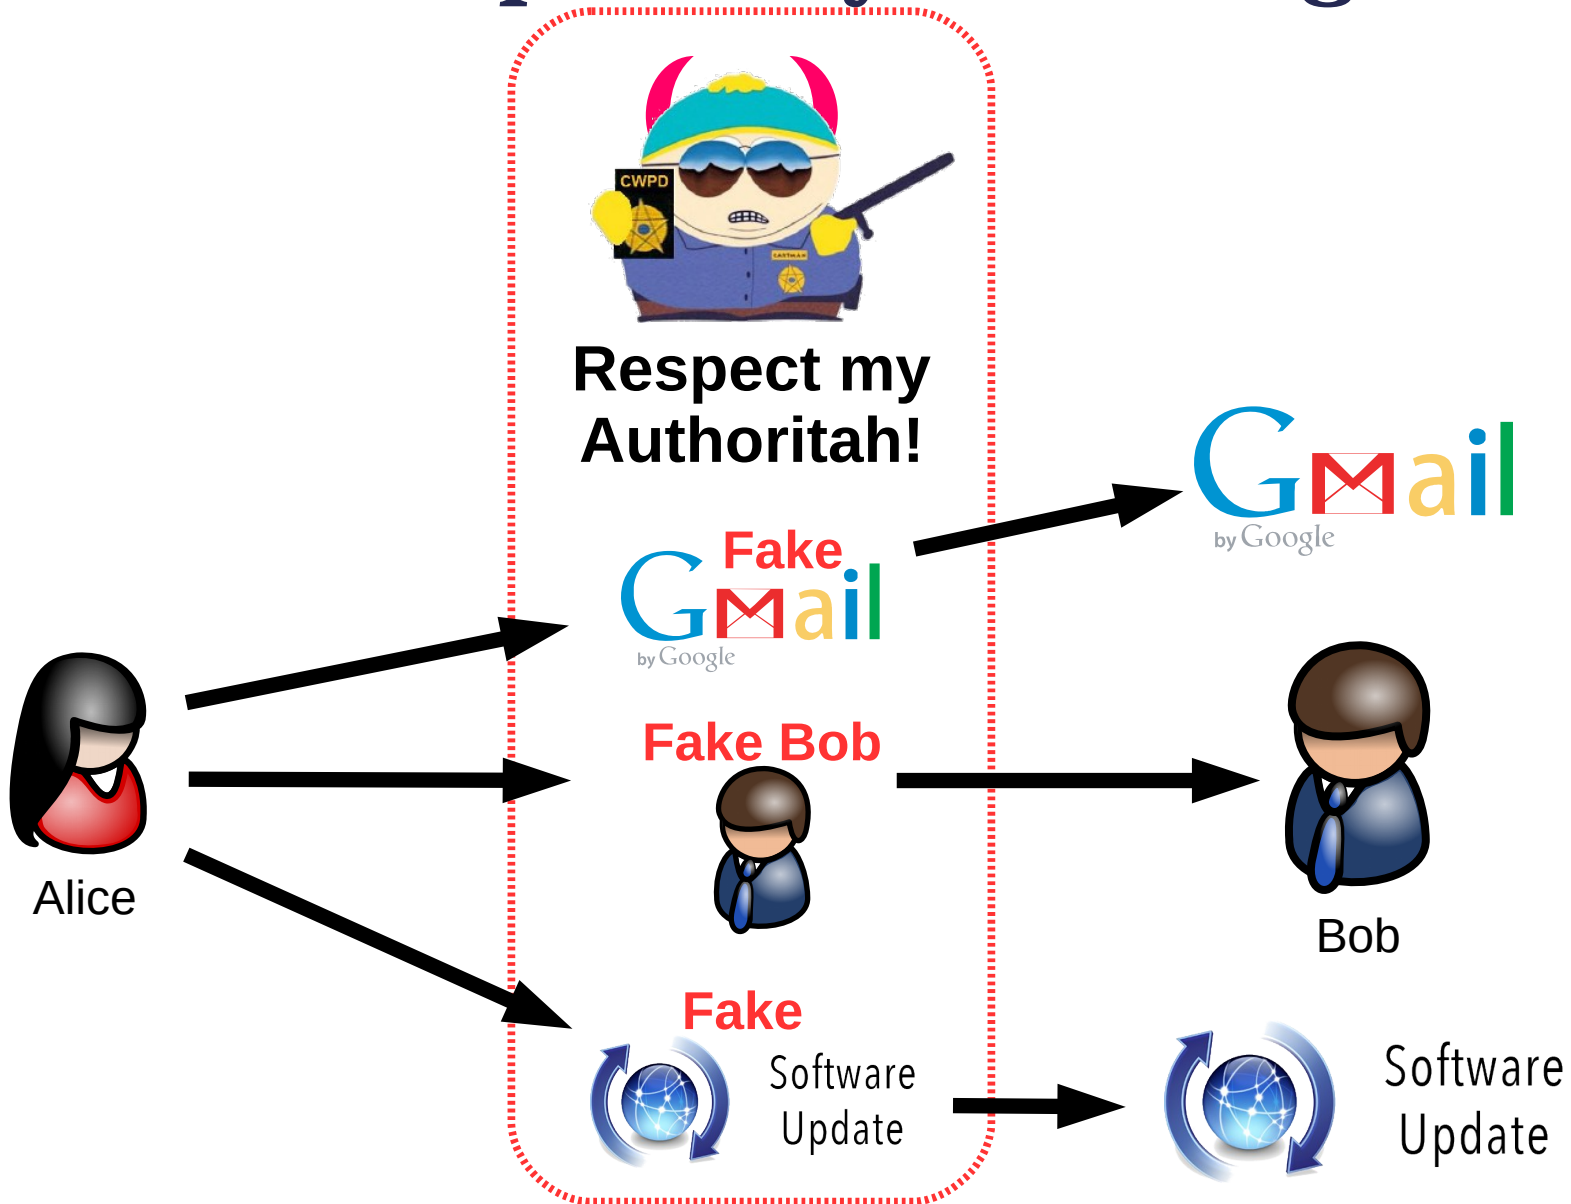 CWPD
CARTMAN
Respect my
Authoritah!
Gmail
by Google
Fake
Gmail
by Google
Fake Bob
Alice
Bob
Fake
Software
Update
Software
Update